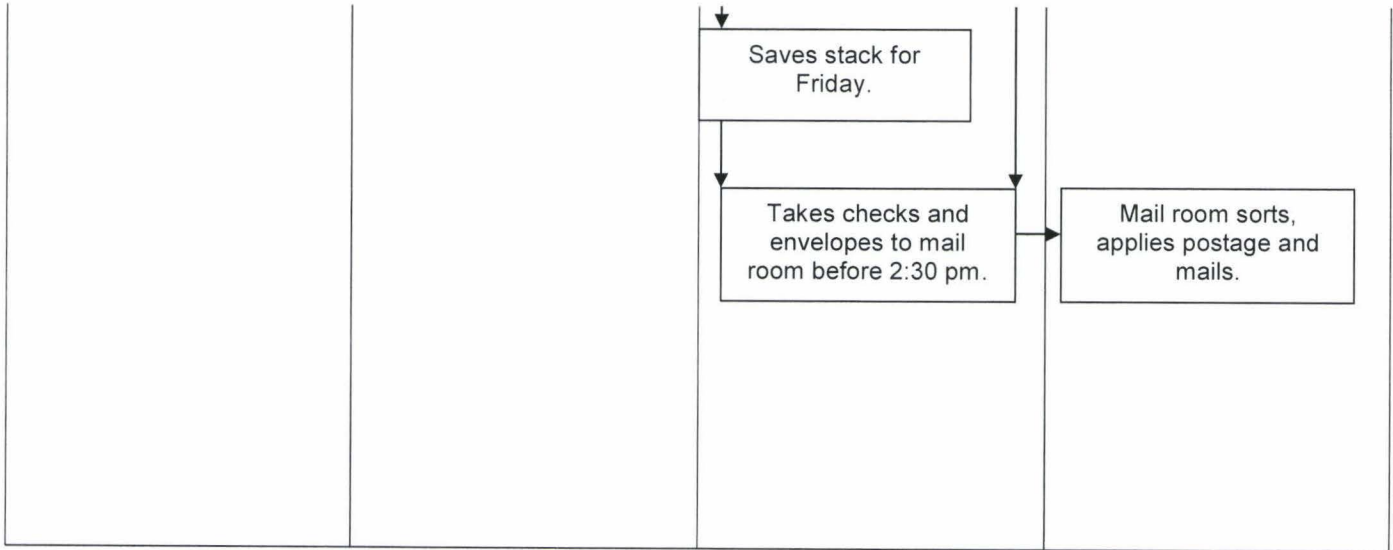 Saves stack for
Friday.
Takes checks and
envelopes to mail
room before 2:30 pm.
Mail room sorts,
applies postage and
mails.